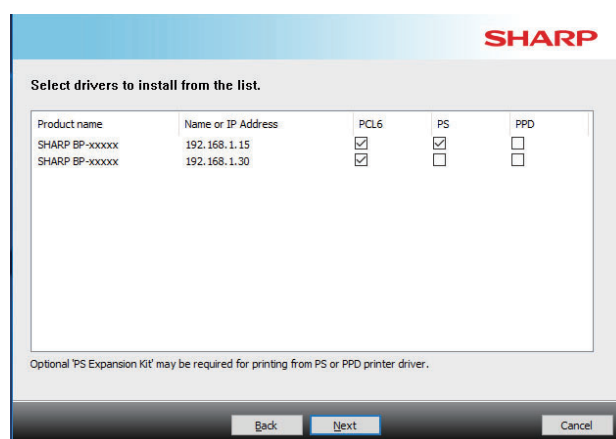 SHARP
Select drivers to install from the list.
Product name Name or IP Address PCL6 PS PPD
SHARP BP-xxxxx 192.168.1.15
SHARP BP-xxxxx 192.168.1.30
Optional 'PS Expansion Kit' may be required for printing from PS or PPD printer driver.
Back Next Cancel